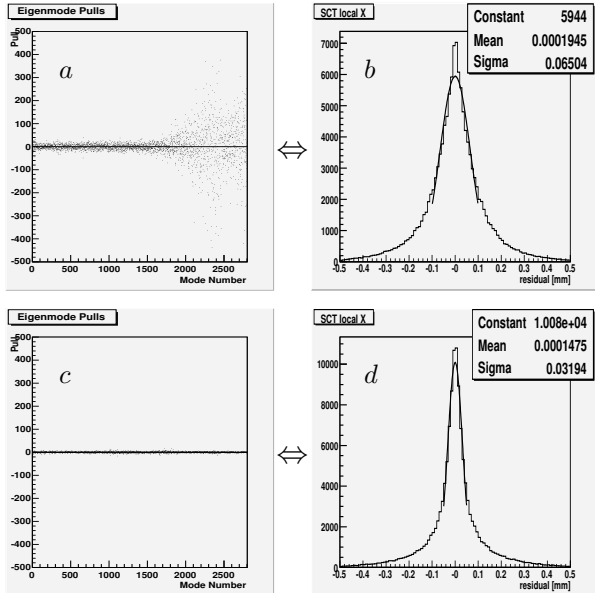 Eigenmode Pulls
Pull
500
400
300
200
100
0
-100
-200
-300
-400
-500
a
0 500 1000 1500 2000 2500
Mode Number
⇔
SCT local X
Constant 5944
Mean 0.0001945
Sigma 0.06504
7000
6000
5000
4000
3000
2000
1000
0
b
-0.5 -0.4 -0.3 -0.2 -0.1 -0 0.1 0.2 0.3 0.4 0.5
residual [mm]
Eigenmode Pulls
Pull
500
400
300
200
100
0
-100
-200
-300
-400
-500
c
0 500 1000 1500 2000 2500
Mode Number
⇔
SCT local X
Constant 1.008e+04
Mean 0.0001475
Sigma 0.03194
10000
8000
6000
4000
2000
0
d
-0.5 -0.4 -0.3 -0.2 -0.1 -0 0.1 0.2 0.3 0.4 0.5
residual [mm]